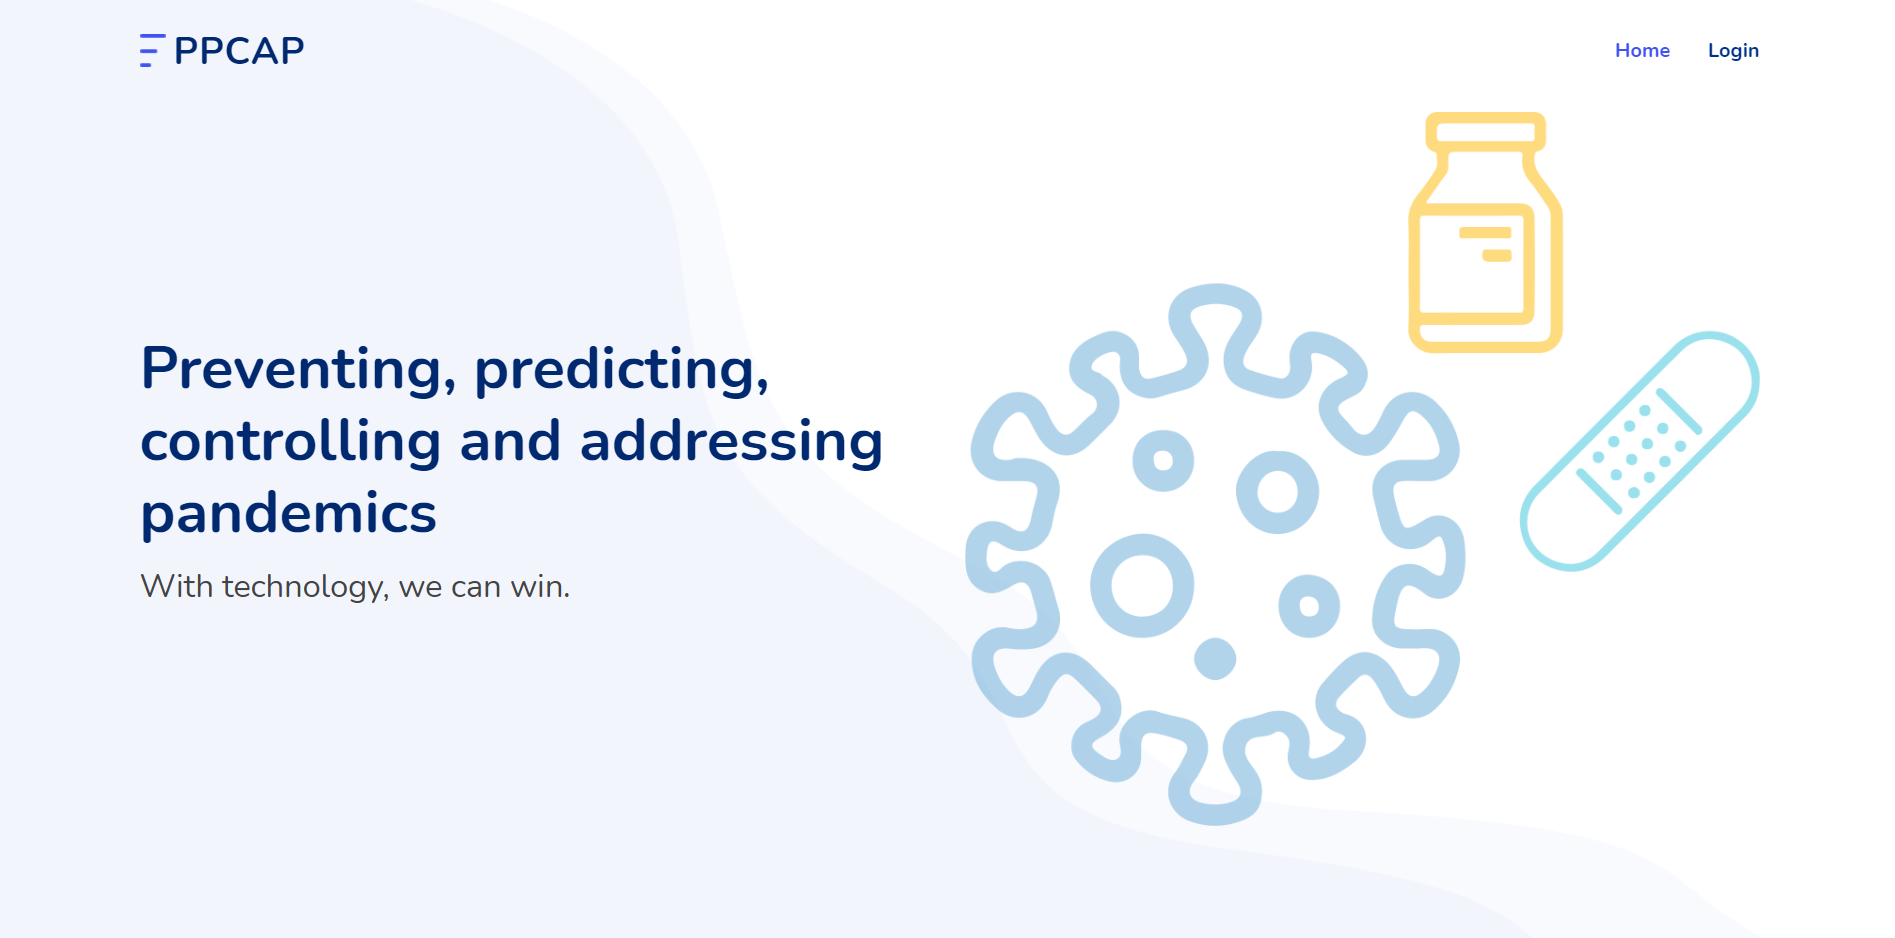 PPCAP
Home
Login
Preventing, predicting,
controlling and addressing
pandemics
With technology, we can win.